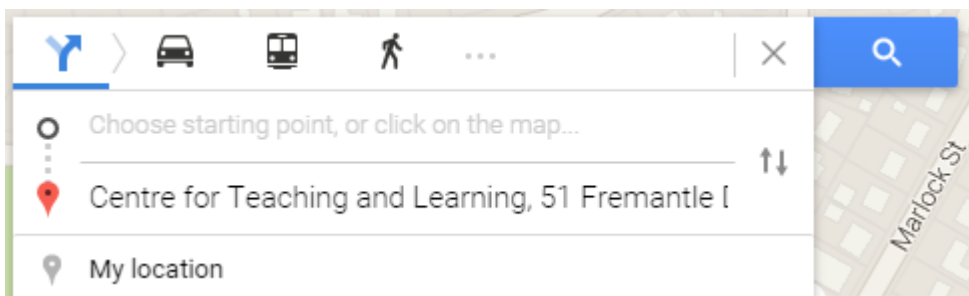 Choose starting point, or click on the map...
Centre for Teaching and Learning, 51 Fremantle
My location
Marlock St